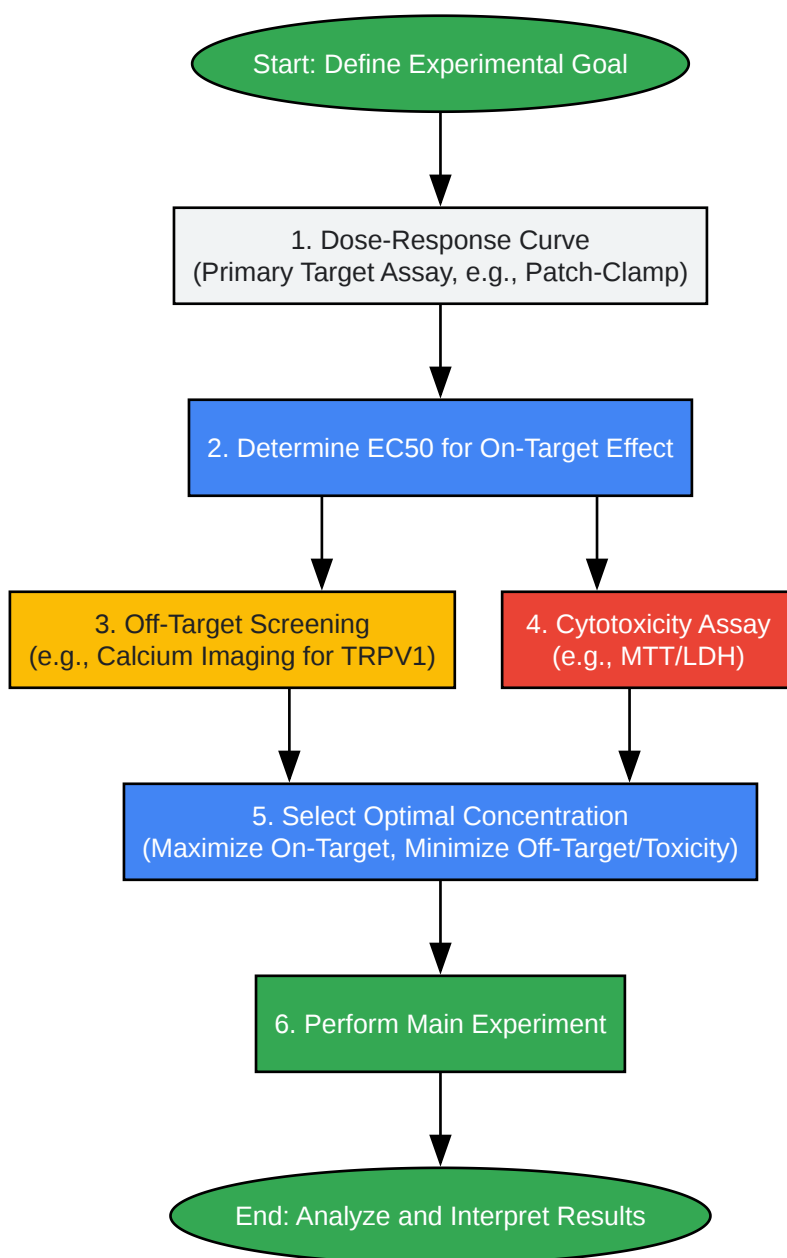 Start: Define Experimental Goal
1. Dose-Response Curve
(Primary Target Assay, e.g., Patch-Clamp)
2. Determine EC50 for On-Target Effect
3. Off-Target Screening
(e.g., Calcium Imaging for TRPV1)
4. Cytotoxicity Assay
(e.g., MTT/LDH)
5. Select Optimal Concentration
(Maximize On-Target, Minimize Off-Target/Toxicity)
6. Perform Main Experiment
End: Analyze and Interpret Results